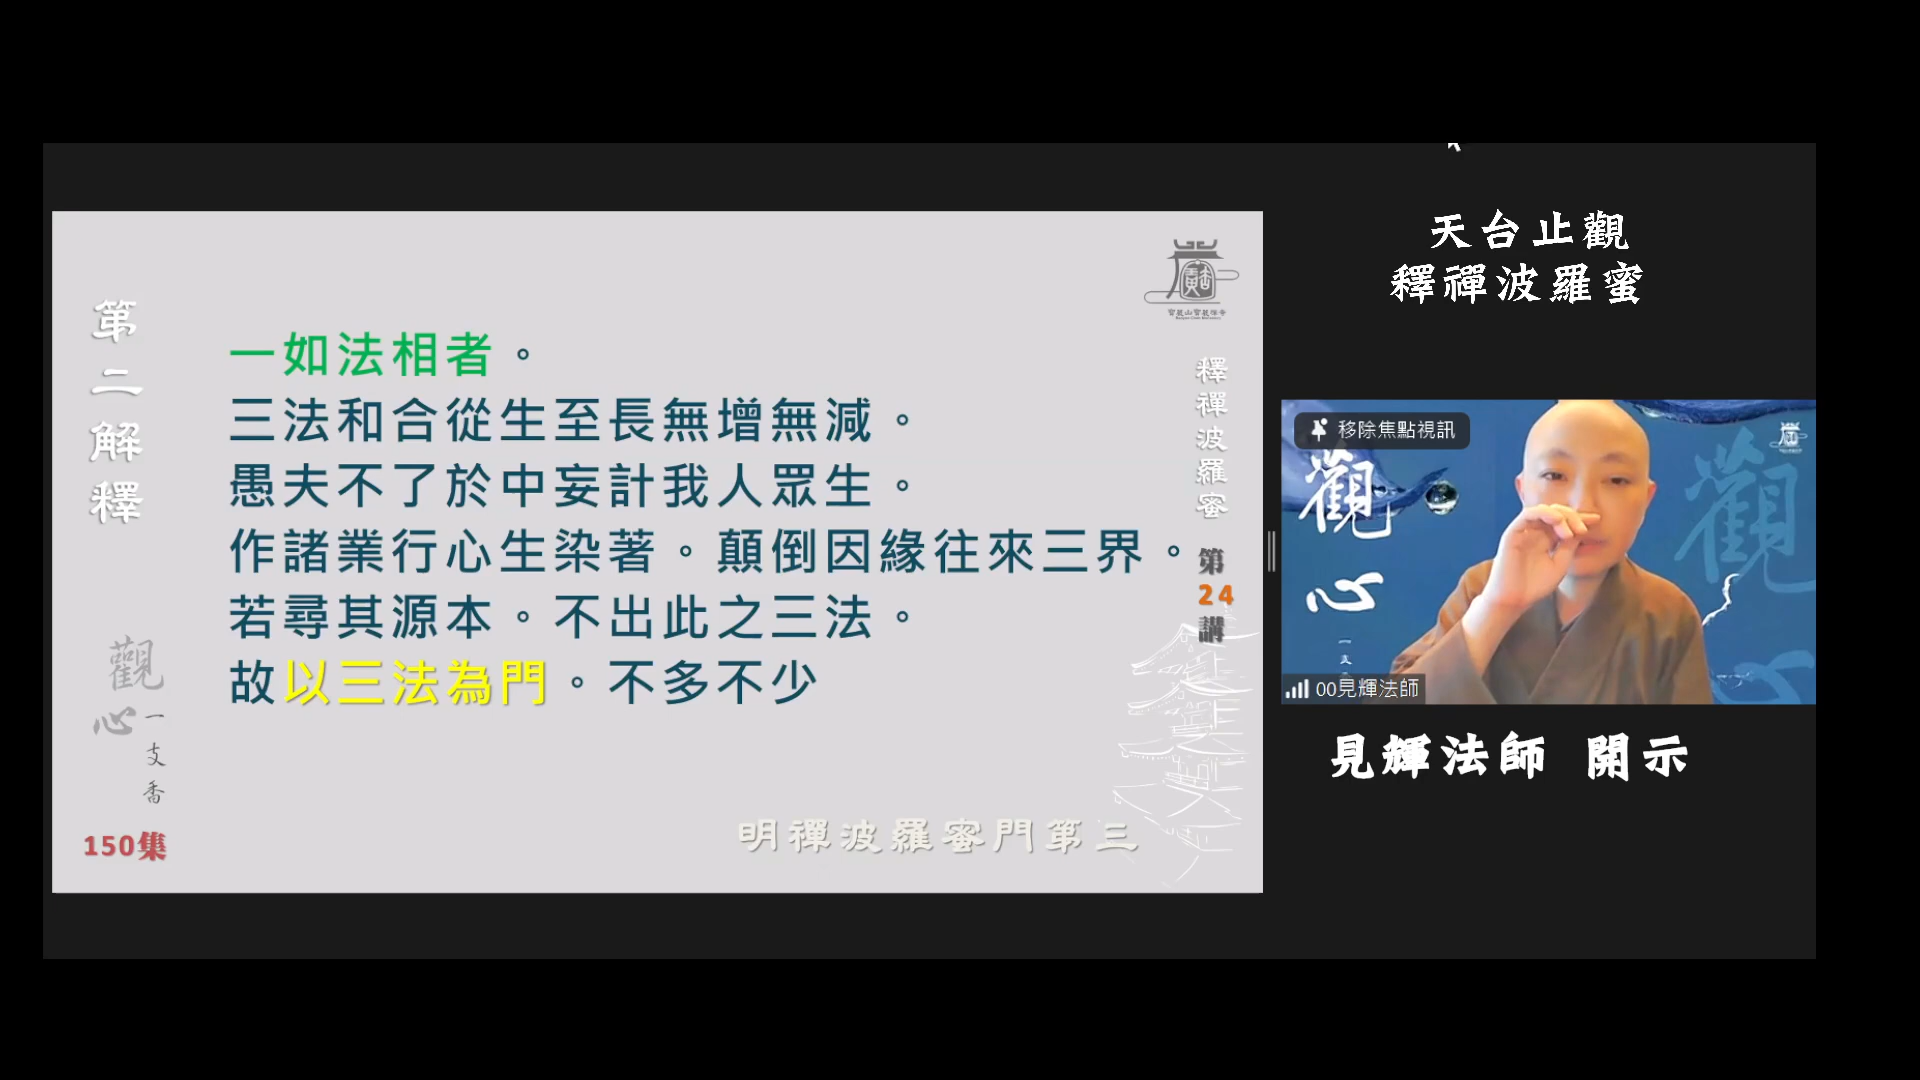 第二解釋
觀心
一支香
150集
一如法相者。
三法和合從生至長無增無減。
愚夫不了於中妄計我人眾生。
作諸業行心生染著。顛倒因緣往來三界。
若尋其源本。不出此之三法。
故以三法為門。不多不少
明禪波羅蜜門第三
釋禪波羅蜜 第24講
天台止觀
釋禪波羅蜜
移除焦點視訊
觀心
觀心
00見輝法師
見輝法師 開示